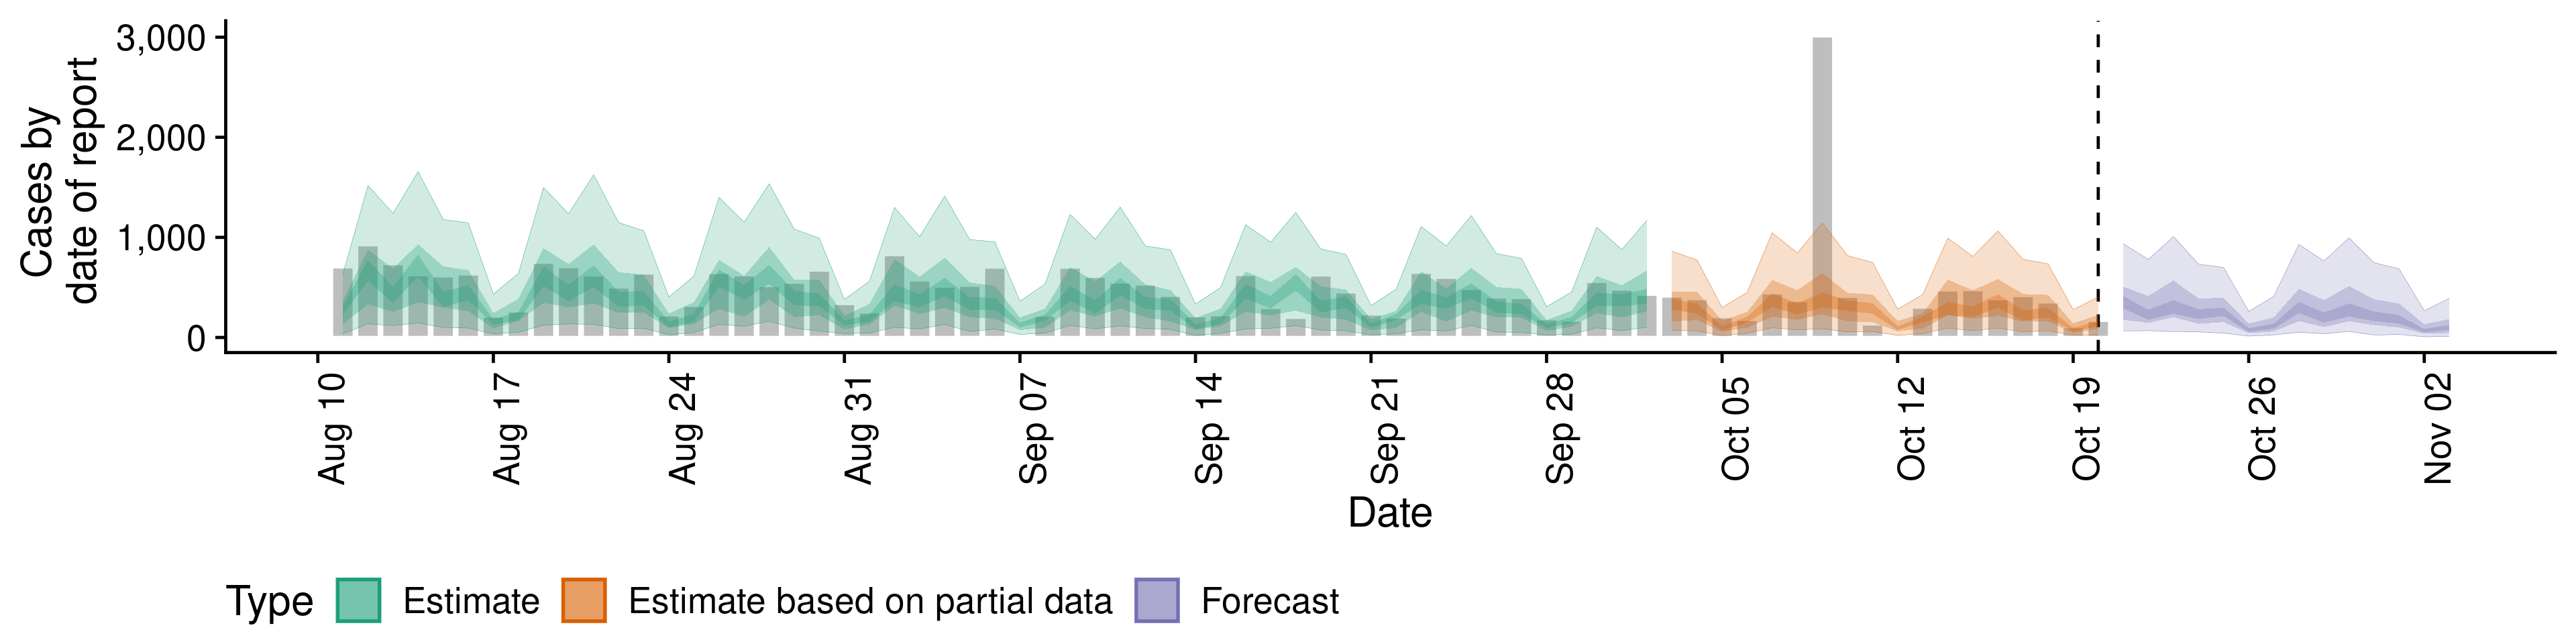 Cases by
date of report
3,000
2,000
1,000
0
Aug 10
Aug 17
Aug 24
Aug 31
Sep 07
Sep 14
Sep 21
Sep 28
Oct 05
Oct 12
Oct 19
Oct 26
Nov 02
Date
Type Estimate Estimate based on partial data Forecast